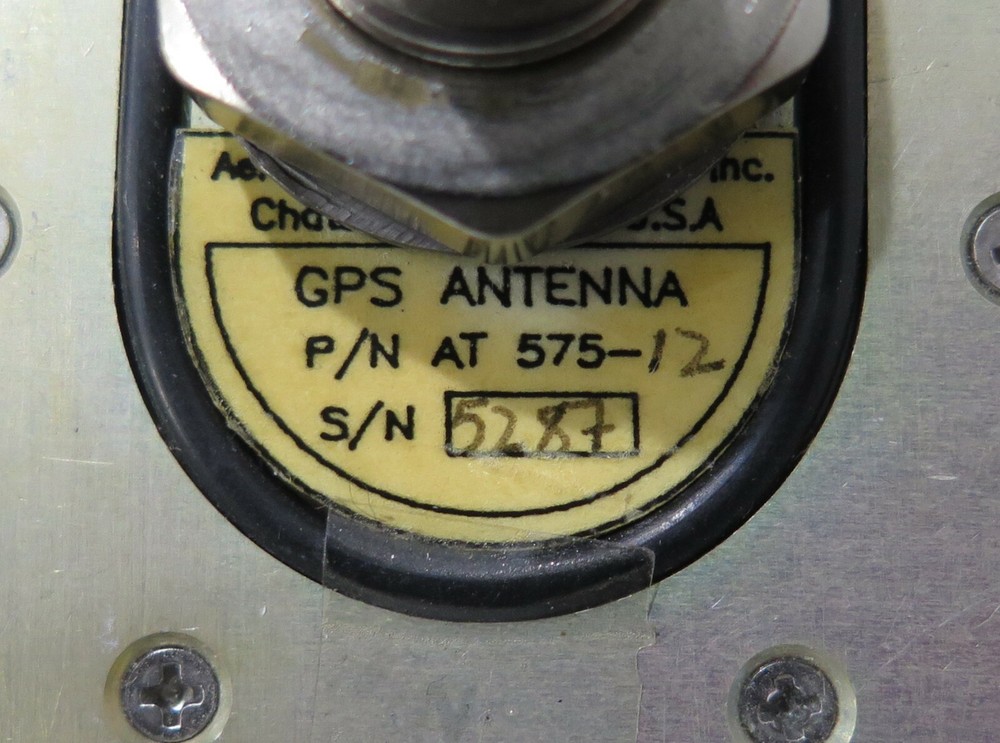 Inc.
U.S.A
GPS ANTENNA
P/N AT 575-12
S/N 5287